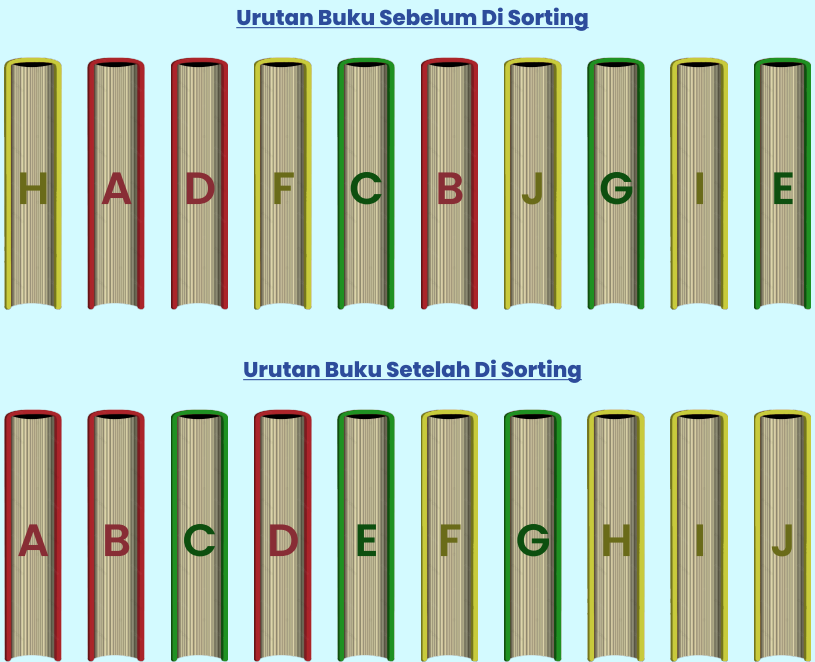 Urutan Buku Sebelum Di Sorting
H A D F C B J G I E
Urutan Buku Setelah Di Sorting
A B C D E F G H I J